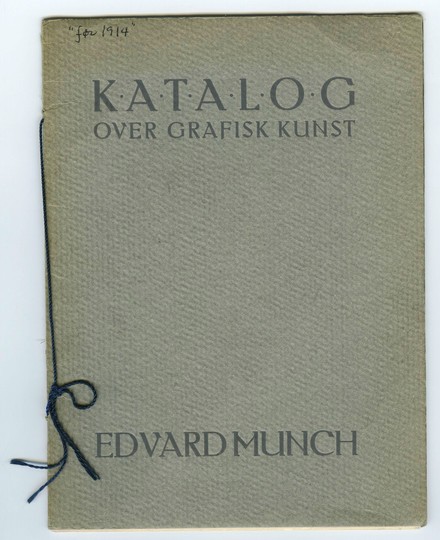 "før 1914"
K·A·T·A·L·O·G
OVER GRAFISK KUNST
EDVARD MUNCH